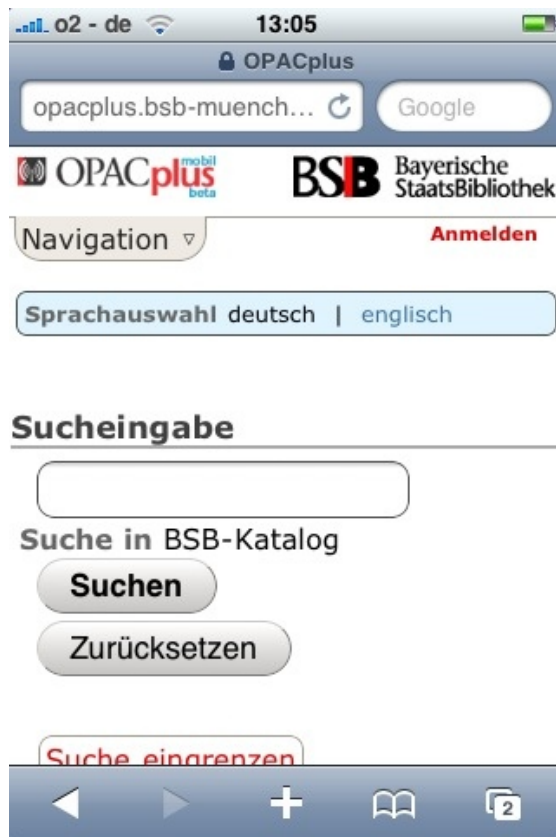 o2 - de 13:05
OPACplus
opacplus.bsb-muench... Google
OPACplus mobil beta BSB Bayerische StaatsBibliothek
Navigation ▿ Anmelden
Sprachauswahl deutsch | englisch
Sucheingabe
Suche in BSB-Katalog
Suchen
Zurücksetzen
Suche eingrenzen
2